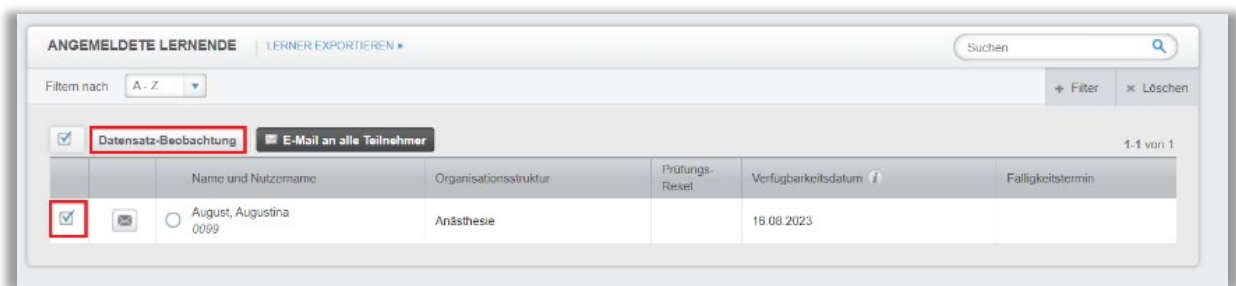 ANGEMELDETE LERNENDE | LERNER EXPORTIEREN ▸ Suchen
Filtern nach A - Z + Filter × Löschen
Datensatz-Beobachtung E-Mail an alle Teilnehmer 1-1 von 1
Name und Nutzername Organisationsstruktur Prüfungs-Reset Verfügbarkeitsdatum i Fälligkeitstermin
August, Augustina Anästhesie 16.08.2023
0099